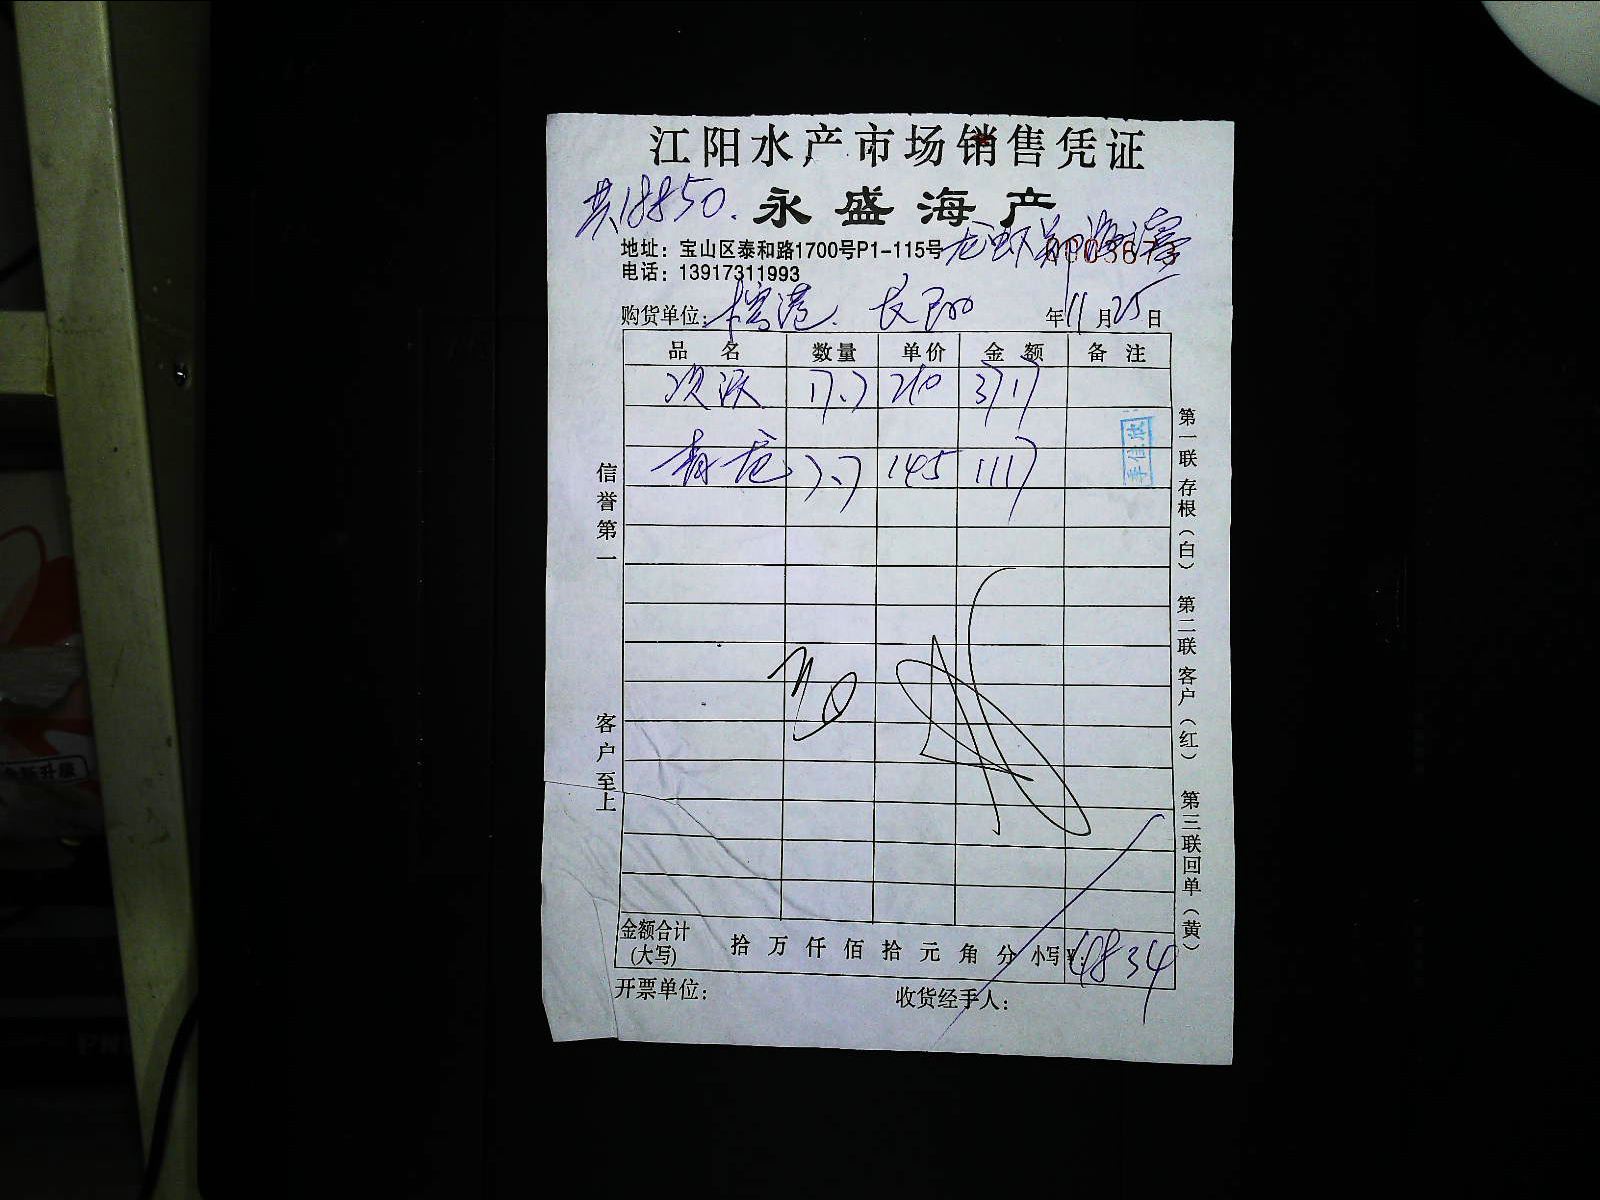 江阳水产市场销售凭证
共18850.
永盛海产
地址：宝山区泰和路1700号P1-115号
电话：13917311993
购货单位： 年11月25日
品名 数量 单价 金额 备注
17.7 210 3717
7.7 145 1117
信誉第一
客户至上
第一联存根（白）
第二联客户（红）
第三联回单（黄）
金额合计(大写) 拾 万 仟 佰 拾 元 角 分 小写¥:4834
开票单位： 收货经手人：